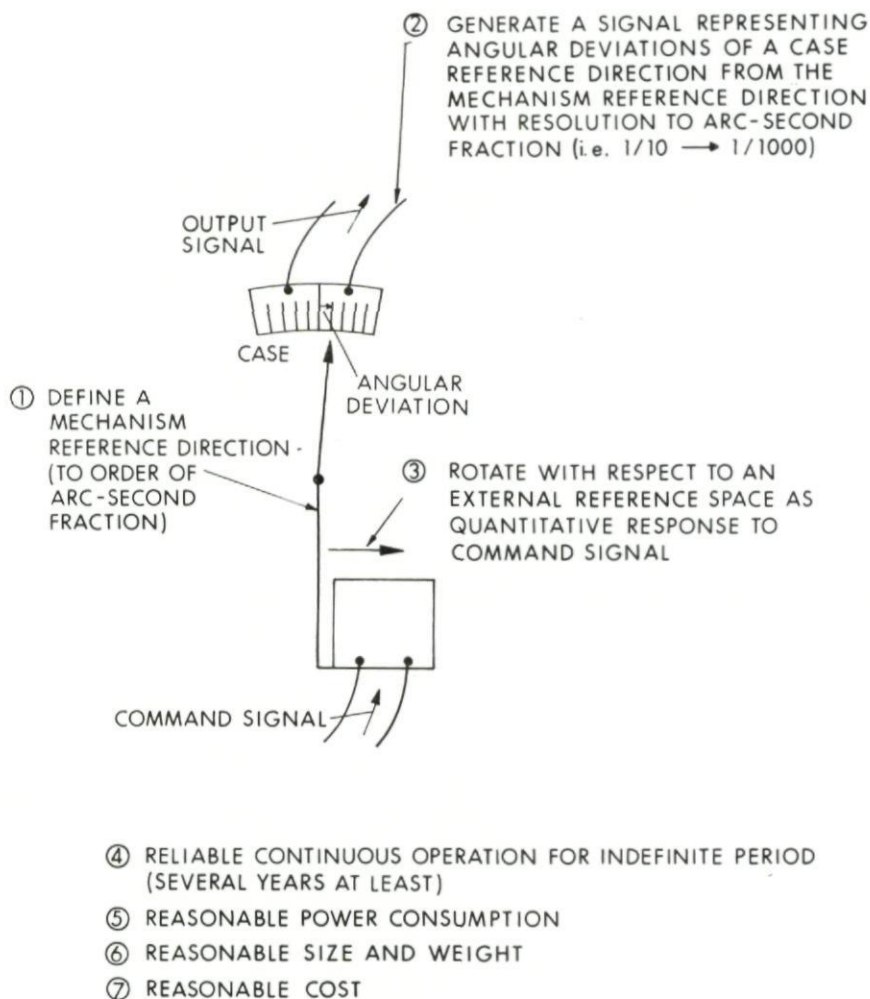 ② GENERATE A SIGNAL REPRESENTING
ANGULAR DEVIATIONS OF A CASE
REFERENCE DIRECTION FROM THE
MECHANISM REFERENCE DIRECTION
WITH RESOLUTION TO ARC-SECOND
FRACTION (i.e. 1/10 → 1/1000)
OUTPUT
SIGNAL
CASE
ANGULAR
DEVIATION
① DEFINE A
MECHANISM
REFERENCE DIRECTION -
(TO ORDER OF
ARC-SECOND
FRACTION)
③ ROTATE WITH RESPECT TO AN
EXTERNAL REFERENCE SPACE AS
QUANTITATIVE RESPONSE TO
COMMAND SIGNAL
COMMAND SIGNAL
④ RELIABLE CONTINUOUS OPERATION FOR INDEFINITE PERIOD
(SEVERAL YEARS AT LEAST)
⑤ REASONABLE POWER CONSUMPTION
⑥ REASONABLE SIZE AND WEIGHT
⑦ REASONABLE COST